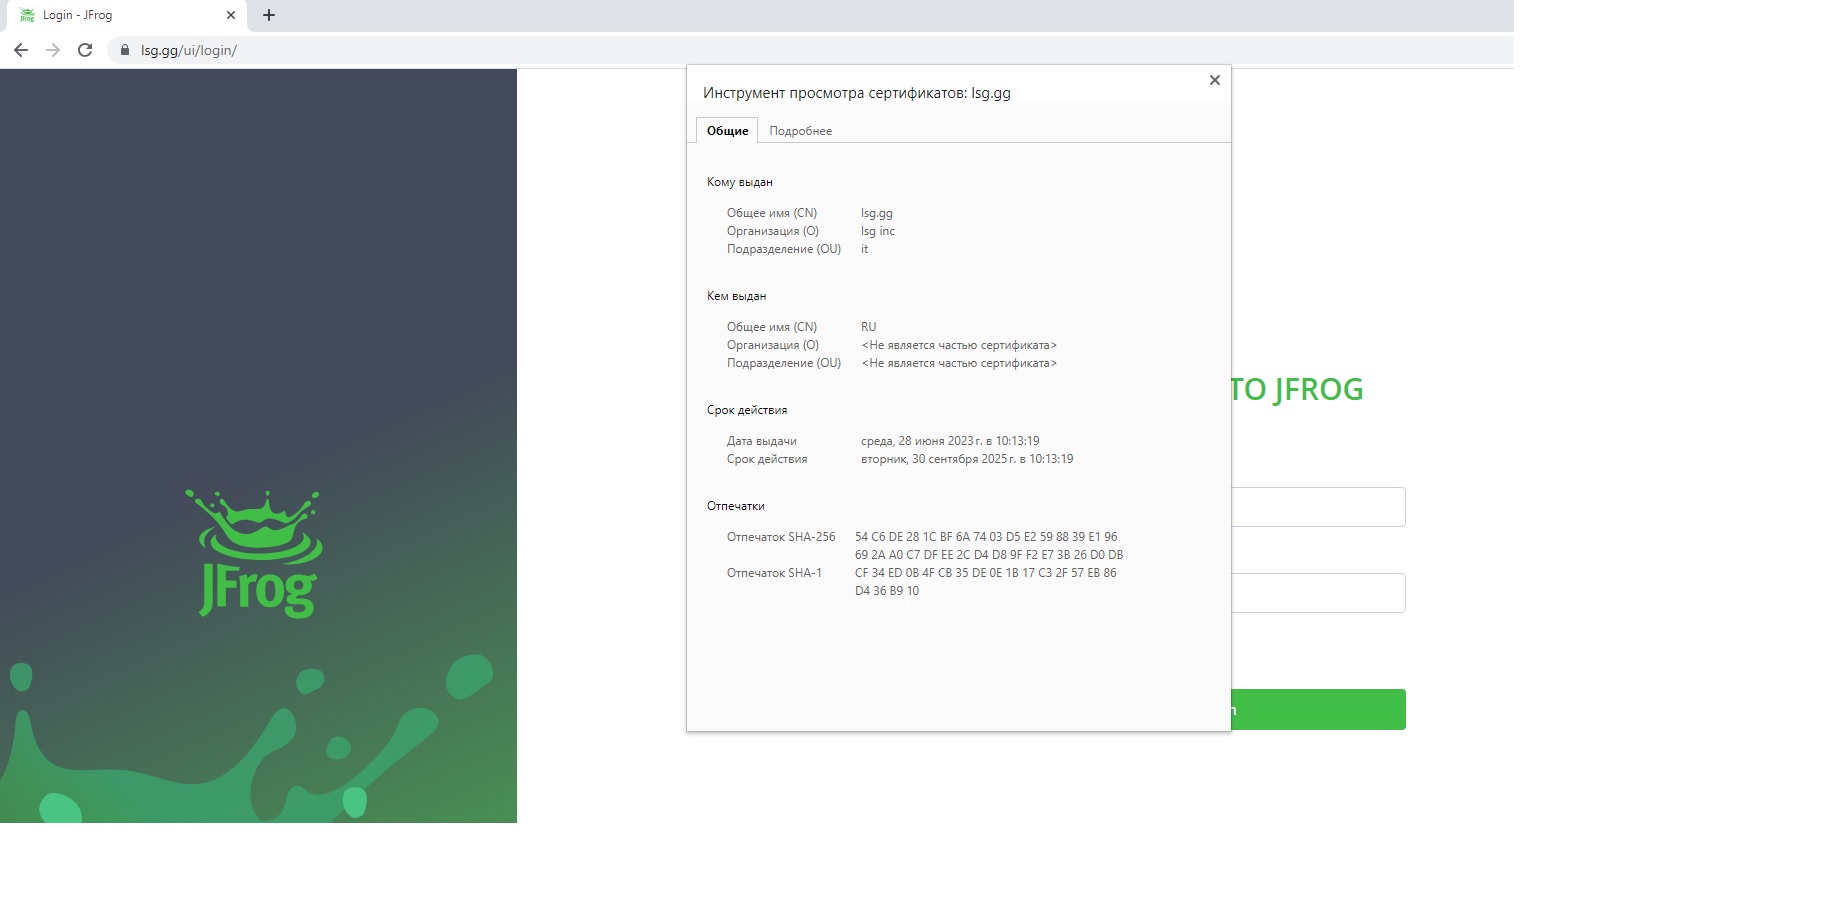 Login - JFrog
lsg.gg/ui/login/
Инструмент просмотра сертификатов: lsg.gg
Общие Подробнее
Кому выдан
Общее имя (CN) lsg.gg
Организация (O) lsg inc
Подразделение (OU) it
Кем выдан
Общее имя (CN) RU
Организация (O) <Не является частью сертификата>
Подразделение (OU) <Не является частью сертификата>
Срок действия
Дата выдачи среда, 28 июня 2023 г. в 10:13:19
Срок действия вторник, 30 сентября 2025 г. в 10:13:19
Отпечатки
Отпечаток SHA-256 54 C6 DE 28 1C BF 6A 74 03 D5 E2 59 88 39 E1 96
69 2A A0 C7 DF EE 2C D4 D8 9F F2 E7 3B 26 D0 DB
Отпечаток SHA-1 CF 34 ED 0B 4F CB 35 DE 0E 1B 17 C3 2F 57 EB 86
D4 36 B9 10
TO JFROG
JFrog